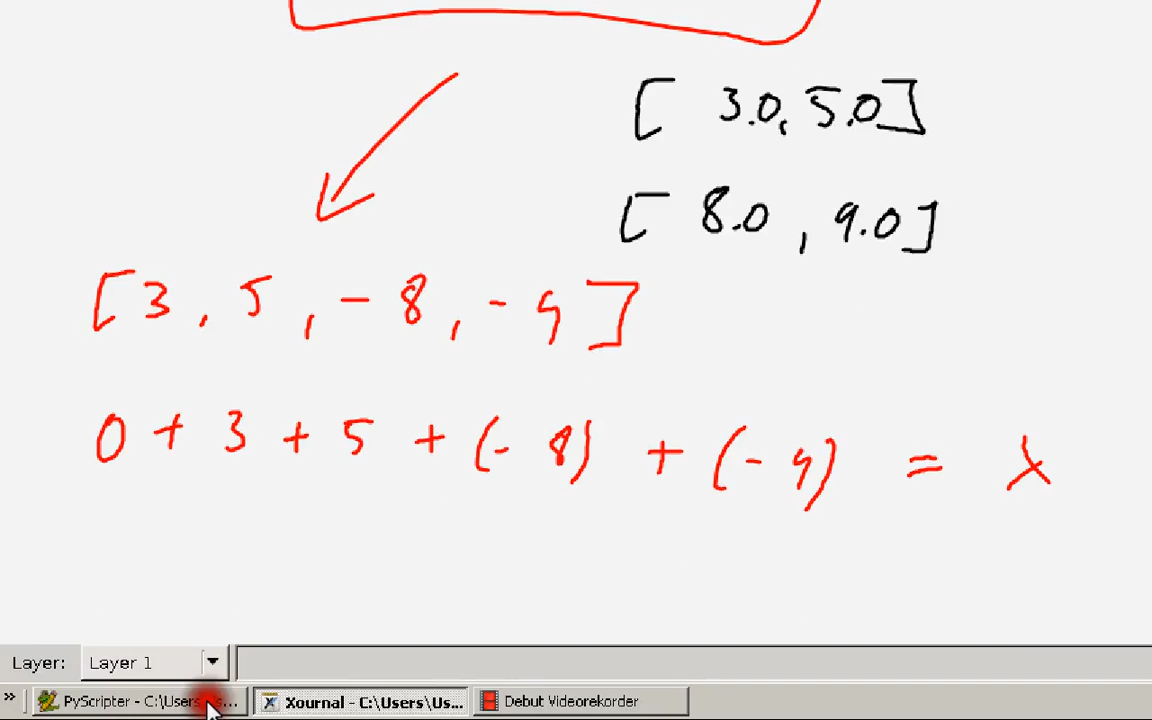 [ 3.0, 5.0]
[ 8.0 , 9.0]
[3, 5, - 8, - 9]
0 + 3 + 5 + (- 8) + (- 9) = x
Layer: Layer 1
» PyScripter - C:\Users\Us... Xournal - C:\Users\Us... Debut Videorekorder